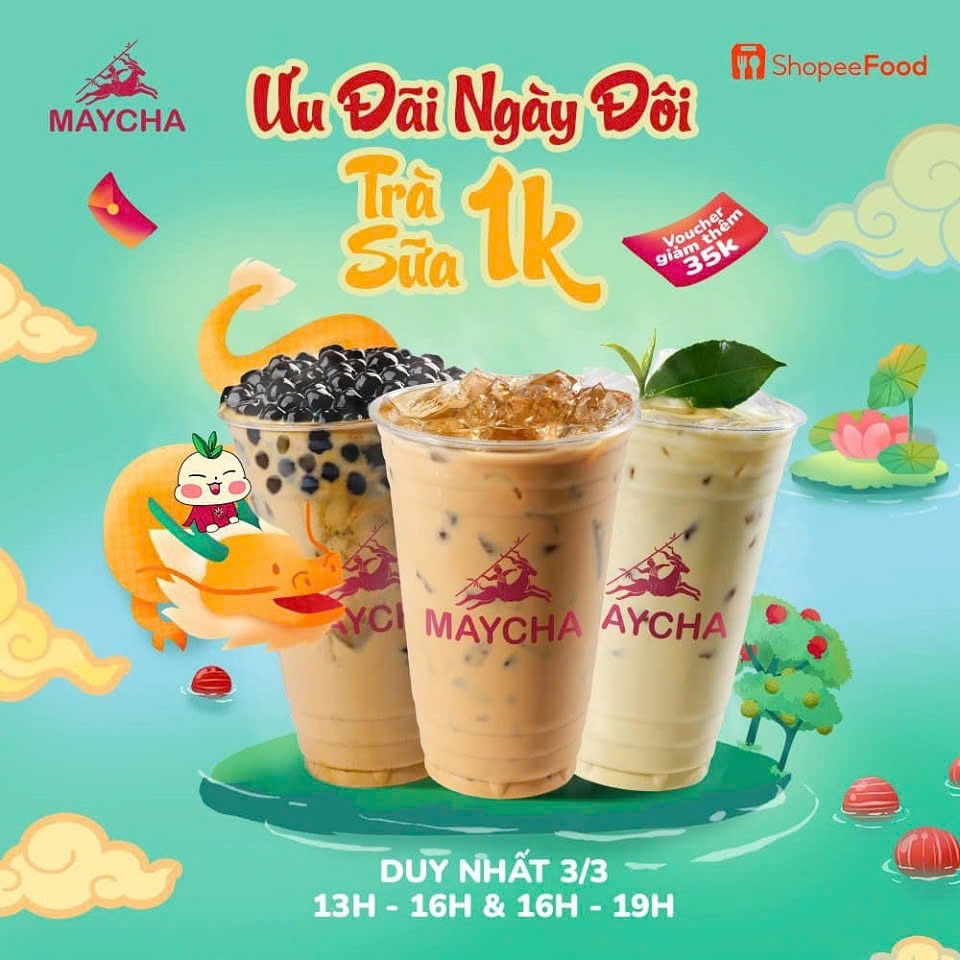 MAYCHA
ShopeeFood
Ưu Đãi Ngày Đôi
Trà
Sữa
1k
Voucher
giảm thêm
35k
AYCH
MAYCHA
AYCHA
DUY NHẤT 3/3
13H - 16H & 16H - 19H